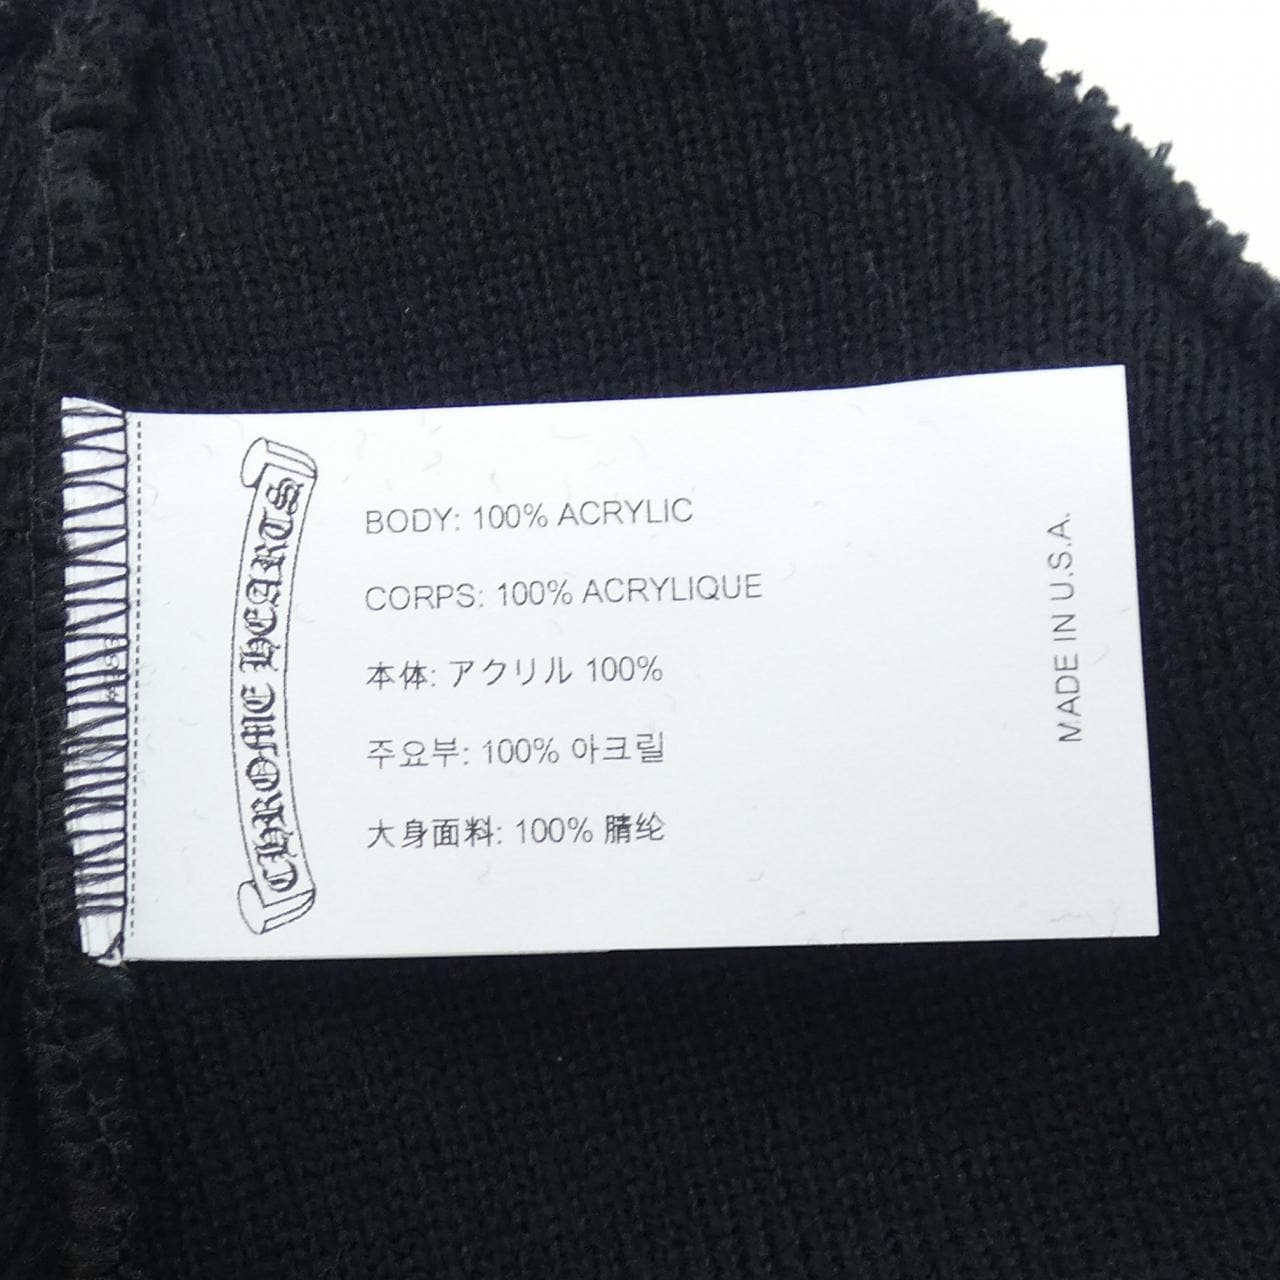 CHROME HEARTS
BODY: 100% ACRYLIC
CORPS: 100% ACRYLIQUE
本体: アクリル 100%
주요부: 100% 아크릴
大身面料: 100% 腈纶
MADE IN U.S.A.